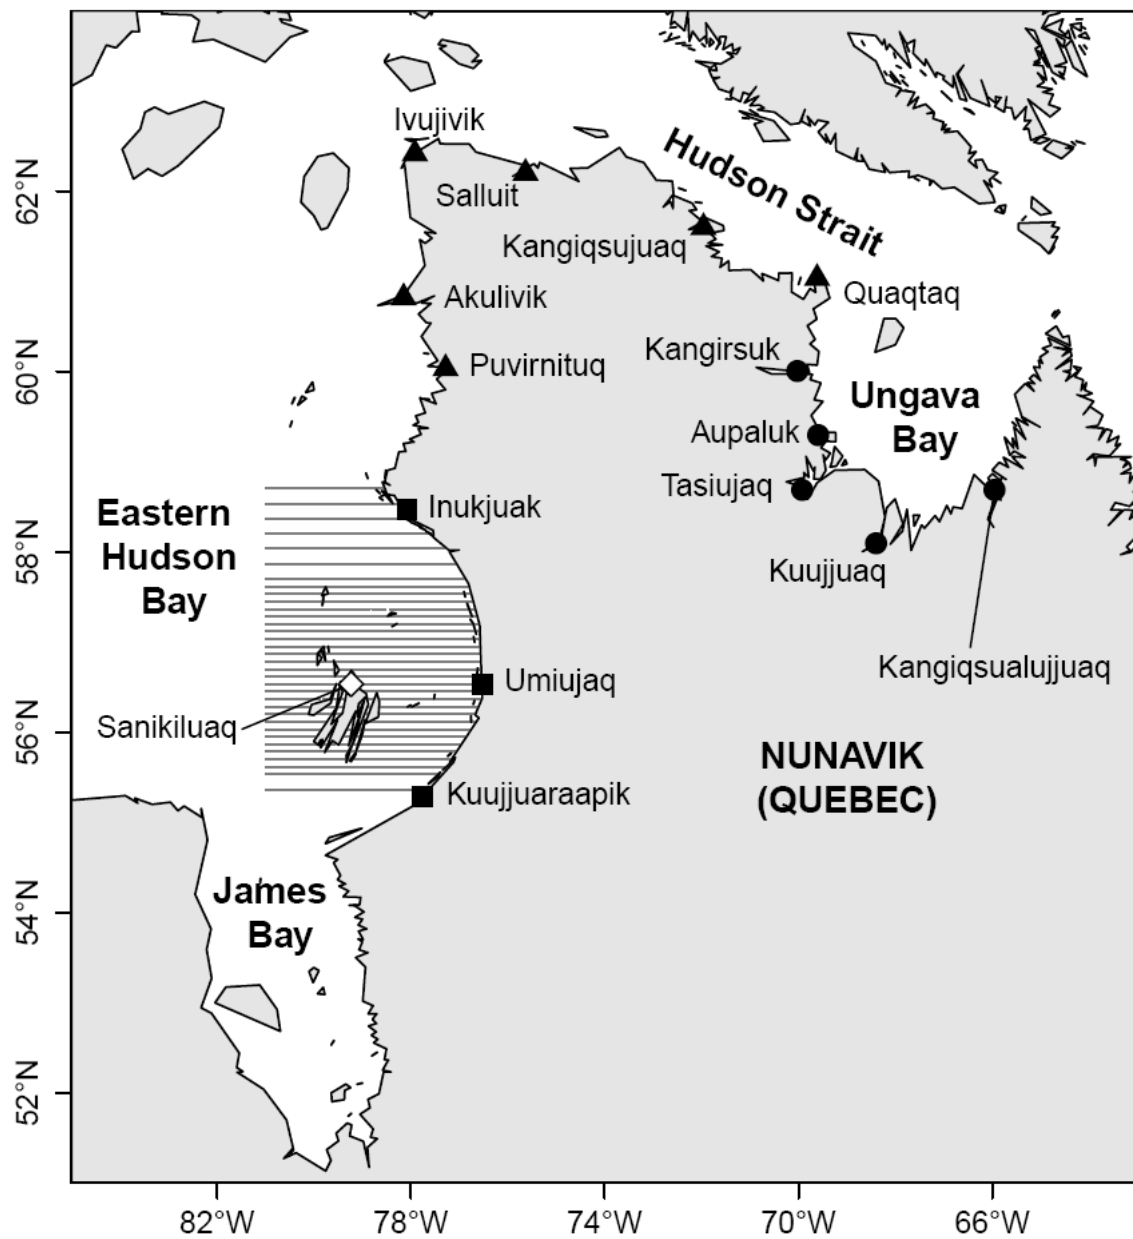 Ivujivik
Salluit
Hudson Strait
Kangiqsujuaq
Akulivik
Quaqtaq
Puvirnituq
Kangirsuk
Ungava
Bay
Aupaluk
Tasiujaq
Inukjuak
Eastern
Hudson
Bay
Kuujjuaq
Kangiqsualujjuaq
Umiujaq
Sanikiluaq
NUNAVIK
(QUEBEC)
Kuujjuaraapik
James
Bay
62°N
60°N
58°N
56°N
54°N
52°N
82°W
78°W
74°W
70°W
66°W